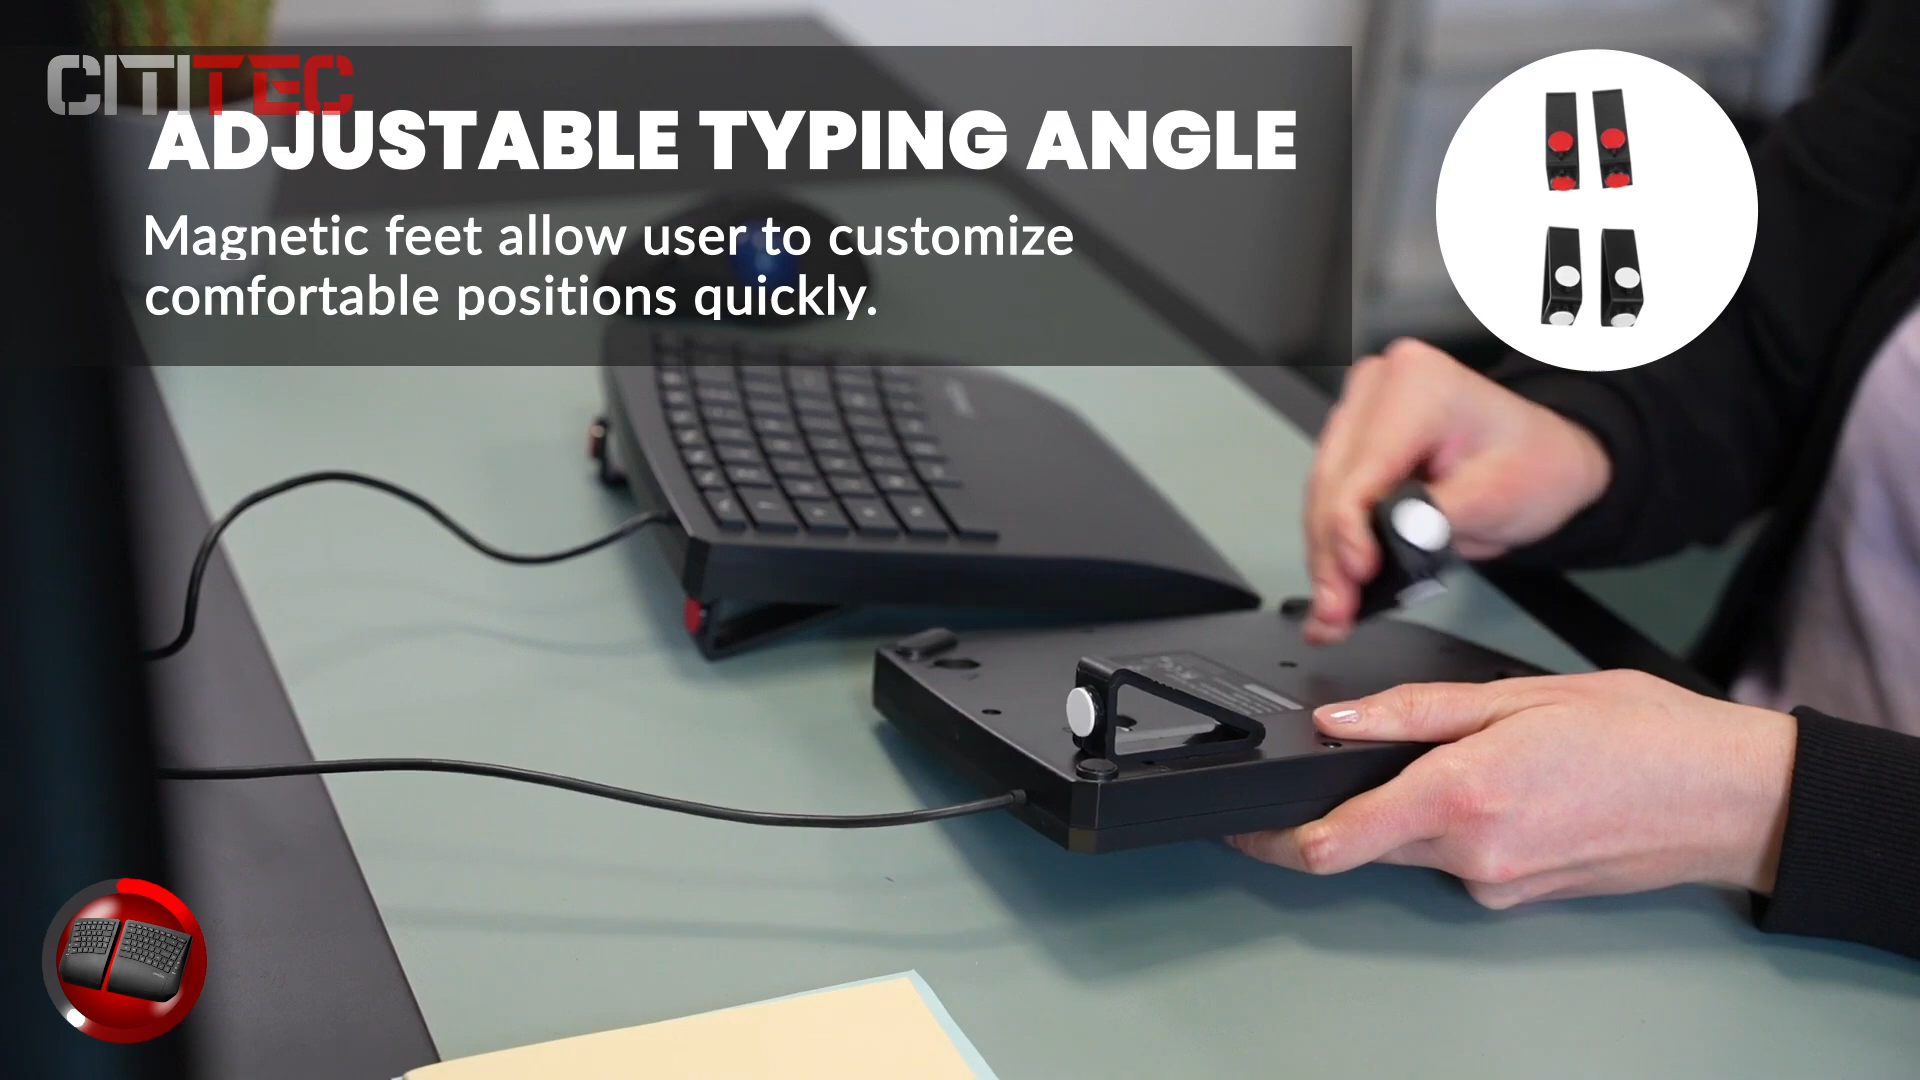 CITITEC
ADJUSTABLE TYPING ANGLE
Magnetic feet allow user to customize
comfortable positions quickly.